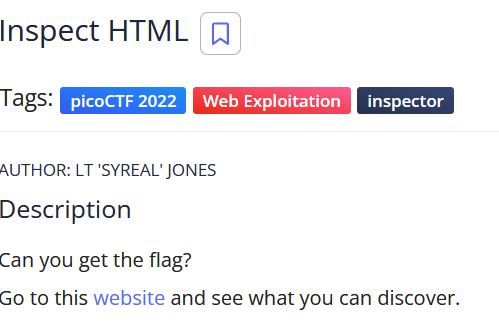 Inspect HTML
Tags: picoCTF 2022 Web Exploitation inspector
AUTHOR: LT 'SYREAL' JONES
Description
Can you get the flag?
Go to this website and see what you can discover.